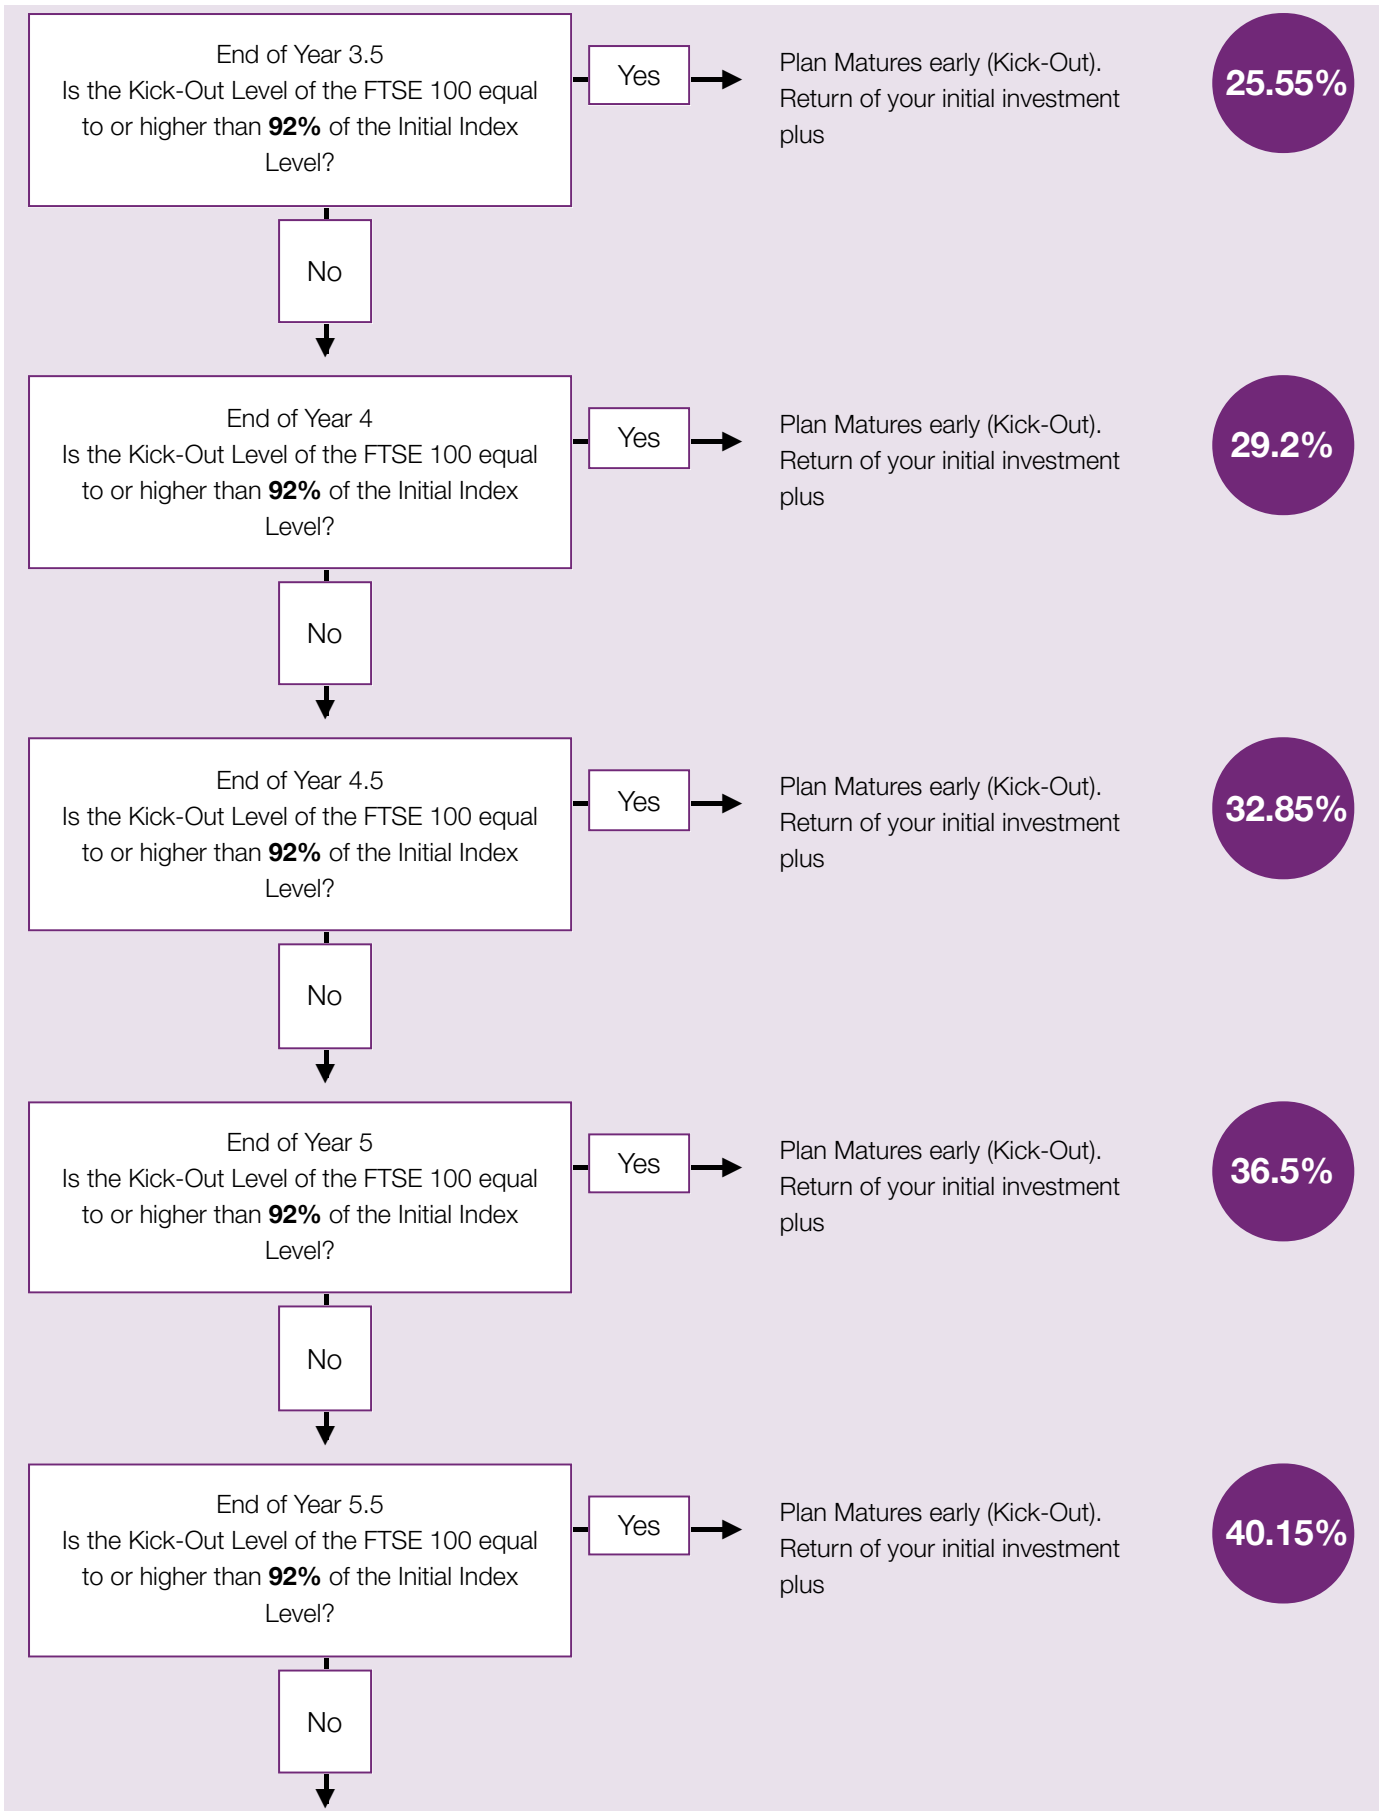 End of Year 3.5
Is the Kick-Out Level of the FTSE 100 equal
to or higher than 92% of the Initial Index
Level?
Yes
Plan Matures early (Kick-Out).
Return of your initial investment
plus
25.55%
No
End of Year 4
Is the Kick-Out Level of the FTSE 100 equal
to or higher than 92% of the Initial Index
Level?
Yes
Plan Matures early (Kick-Out).
Return of your initial investment
plus
29.2%
No
End of Year 4.5
Is the Kick-Out Level of the FTSE 100 equal
to or higher than 92% of the Initial Index
Level?
Yes
Plan Matures early (Kick-Out).
Return of your initial investment
plus
32.85%
No
End of Year 5
Is the Kick-Out Level of the FTSE 100 equal
to or higher than 92% of the Initial Index
Level?
Yes
Plan Matures early (Kick-Out).
Return of your initial investment
plus
36.5%
No
End of Year 5.5
Is the Kick-Out Level of the FTSE 100 equal
to or higher than 92% of the Initial Index
Level?
Yes
Plan Matures early (Kick-Out).
Return of your initial investment
plus
40.15%
No